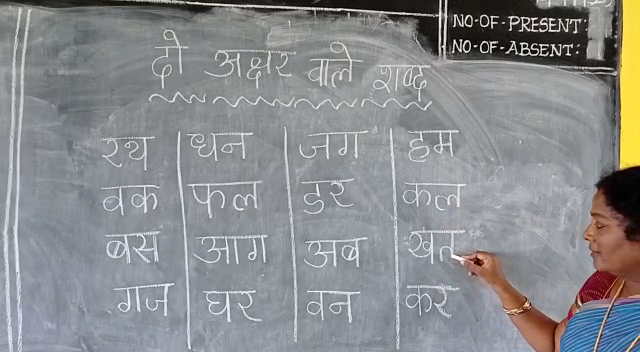 NO-OF-PRESENT:
NO-OF-ABSENT:
दो अक्षर वाले शब्द
रथ धन जग हम
वक फल डर कल
बस आग अब खत
गज घर वन कर